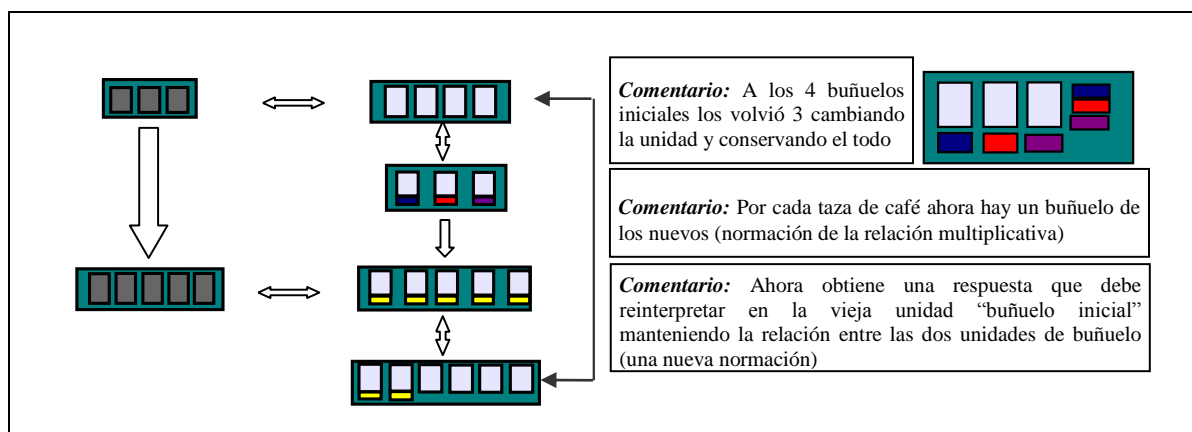 Comentario: A los 4 buñuelos
iniciales los volvió 3 cambiando
la unidad y conservando el todo
Comentario: Por cada taza de café ahora hay un buñuelo de
los nuevos (normación de la relación multiplicativa)
Comentario: Ahora obtiene una respuesta que debe
reinterpretar en la vieja unidad “buñuelo inicial”
manteniendo la relación entre las dos unidades de buñuelo
(una nueva normación)